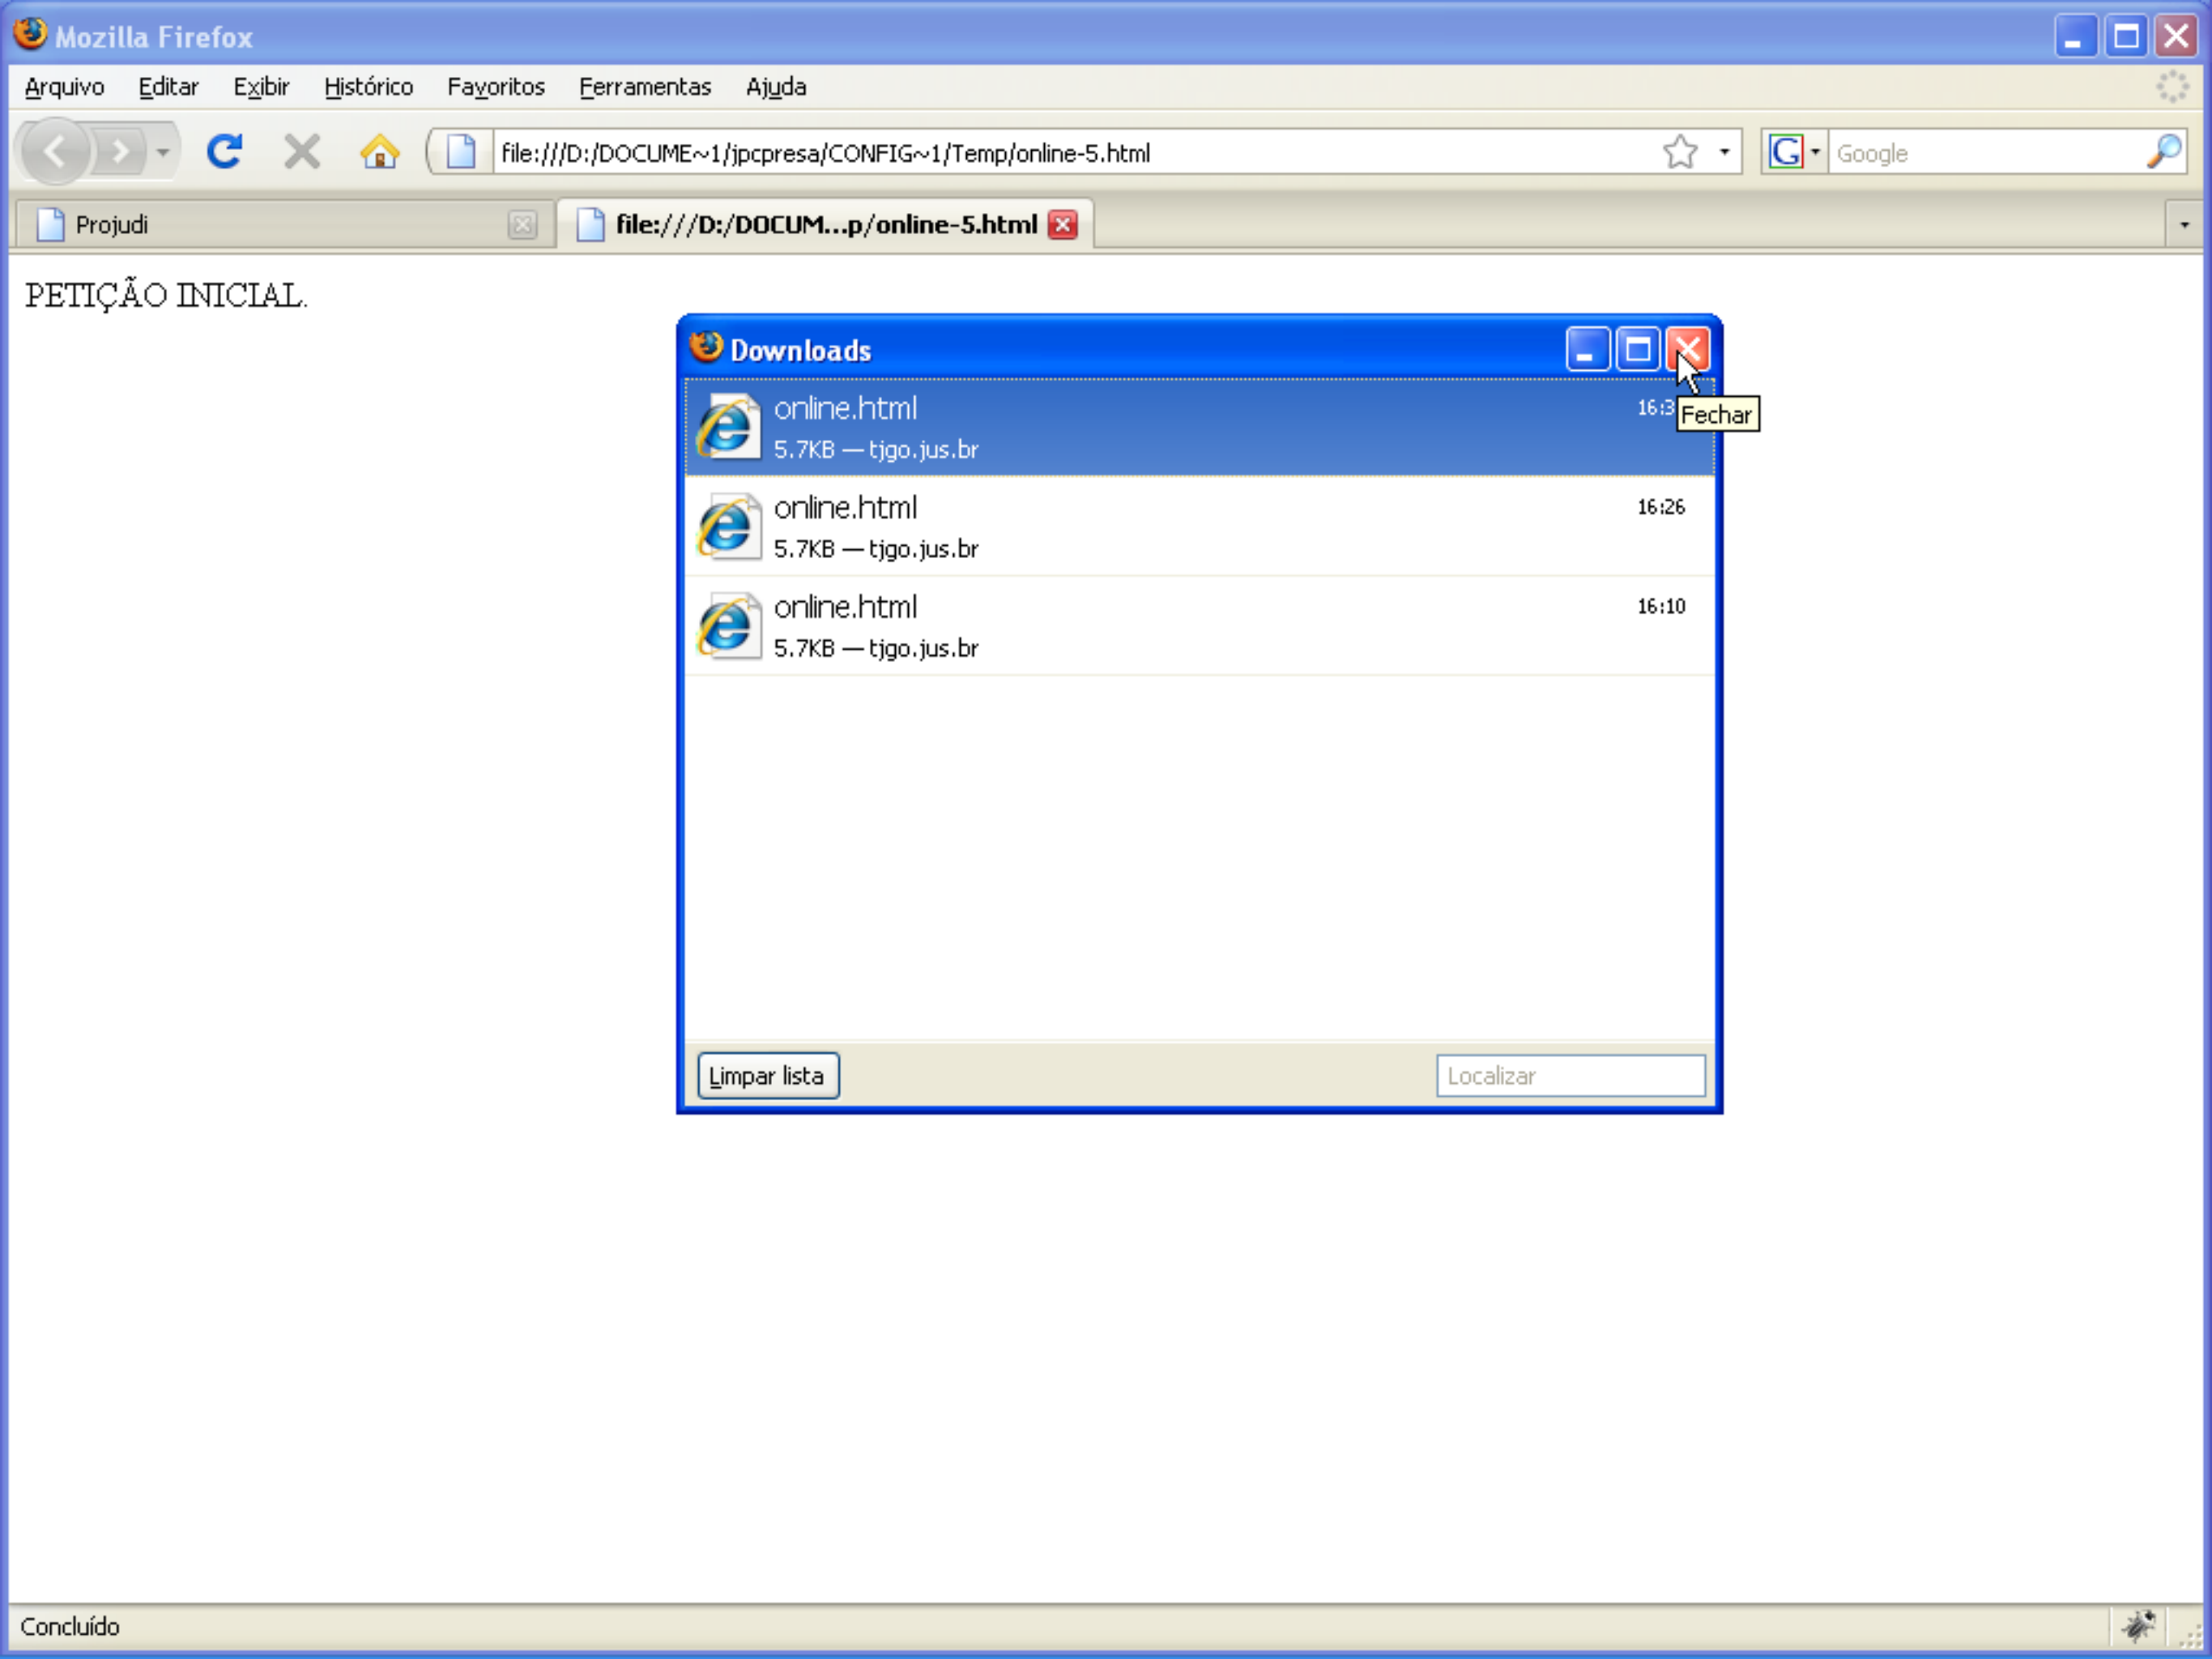 Mozilla Firefox
Arquivo Editar Exibir Histórico Favoritos Ferramentas Ajuda
file:///D:/DOCUME~1/jpcpresa/CONFIG~1/Temp/online-5.html
G Google
Projudi
file:///D:/DOCUM...p/online-5.html
PETIÇÃO INICIAL.
Downloads
Fechar
online.html
5.7KB — tjgo.jus.br
online.html 16:26
5.7KB — tjgo.jus.br
online.html 16:10
5.7KB — tjgo.jus.br
Limpar lista Localizar
Concluído